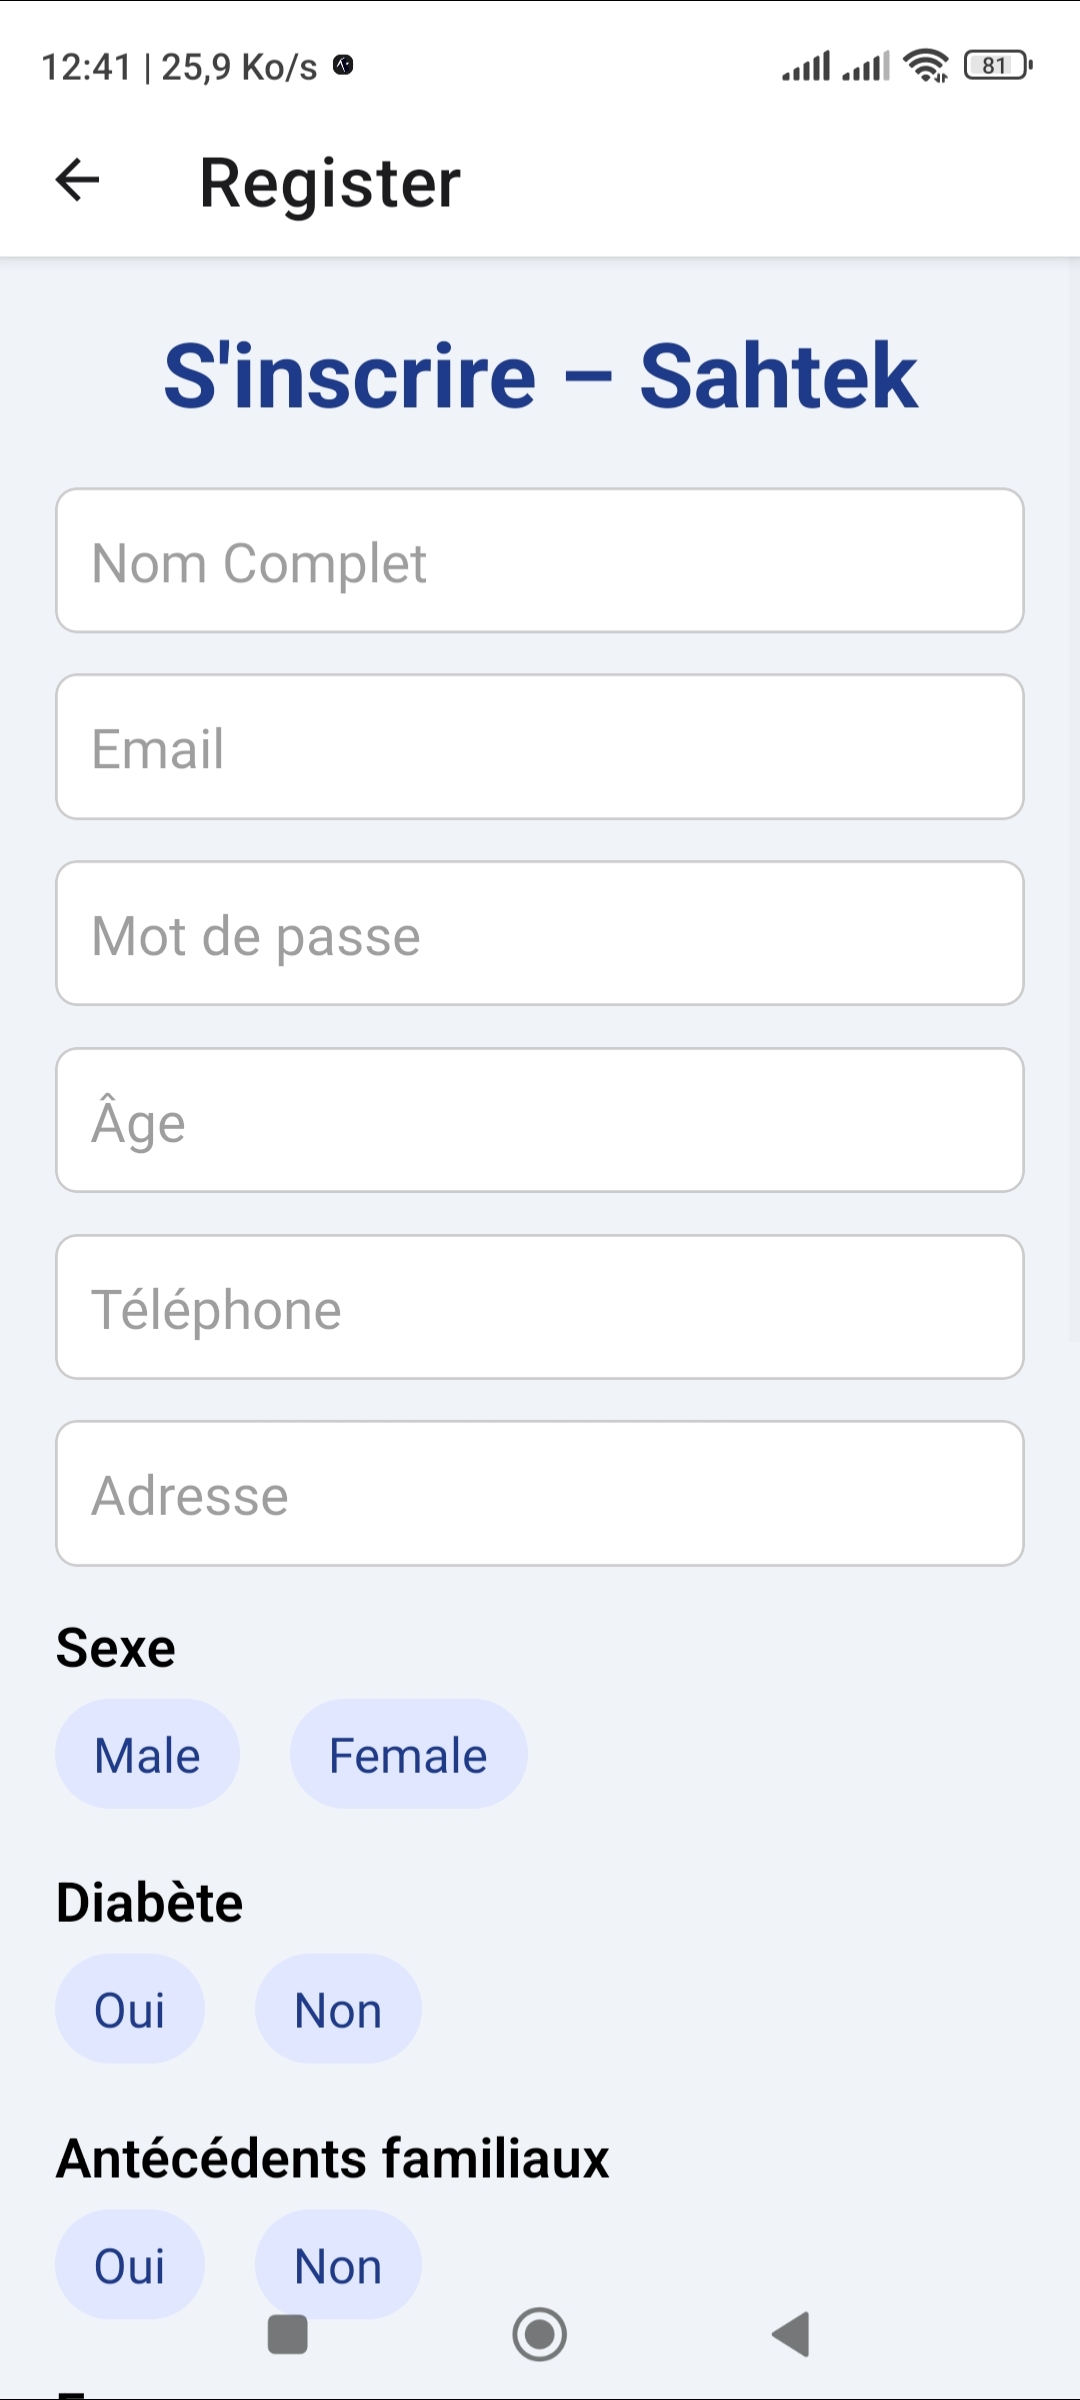 12:41 | 25,9 Ko/s
81
Register
S'inscrire – Sahtek
Nom Complet
Email
Mot de passe
Âge
Téléphone
Adresse
Sexe
Male Female
Diabète
Oui Non
Antécédents familiaux
Oui Non